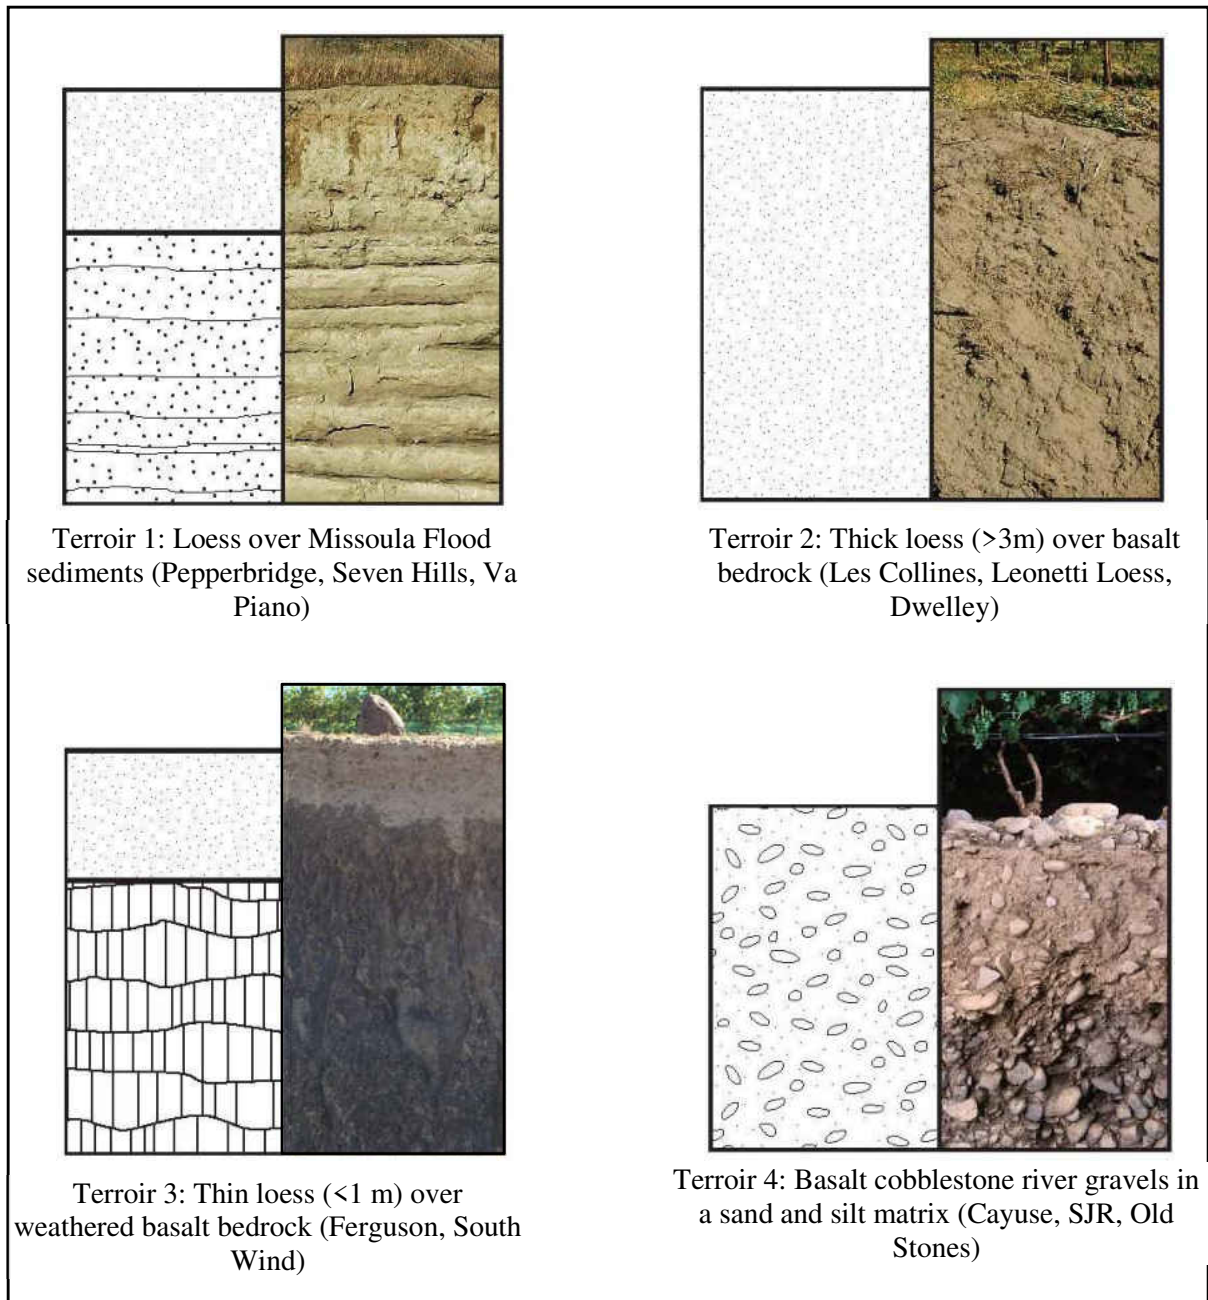 Terroir 1: Loess over Missoula Flood
sediments (Pepperbridge, Seven Hills, Va
Piano)
Terroir 2: Thick loess (>3m) over basalt
bedrock (Les Collines, Leonetti Loess,
Dwelley)
Terroir 3: Thin loess (<1 m) over
weathered basalt bedrock (Ferguson, South
Wind)
Terroir 4: Basalt cobblestone river gravels in
a sand and silt matrix (Cayuse, SJR, Old
Stones)